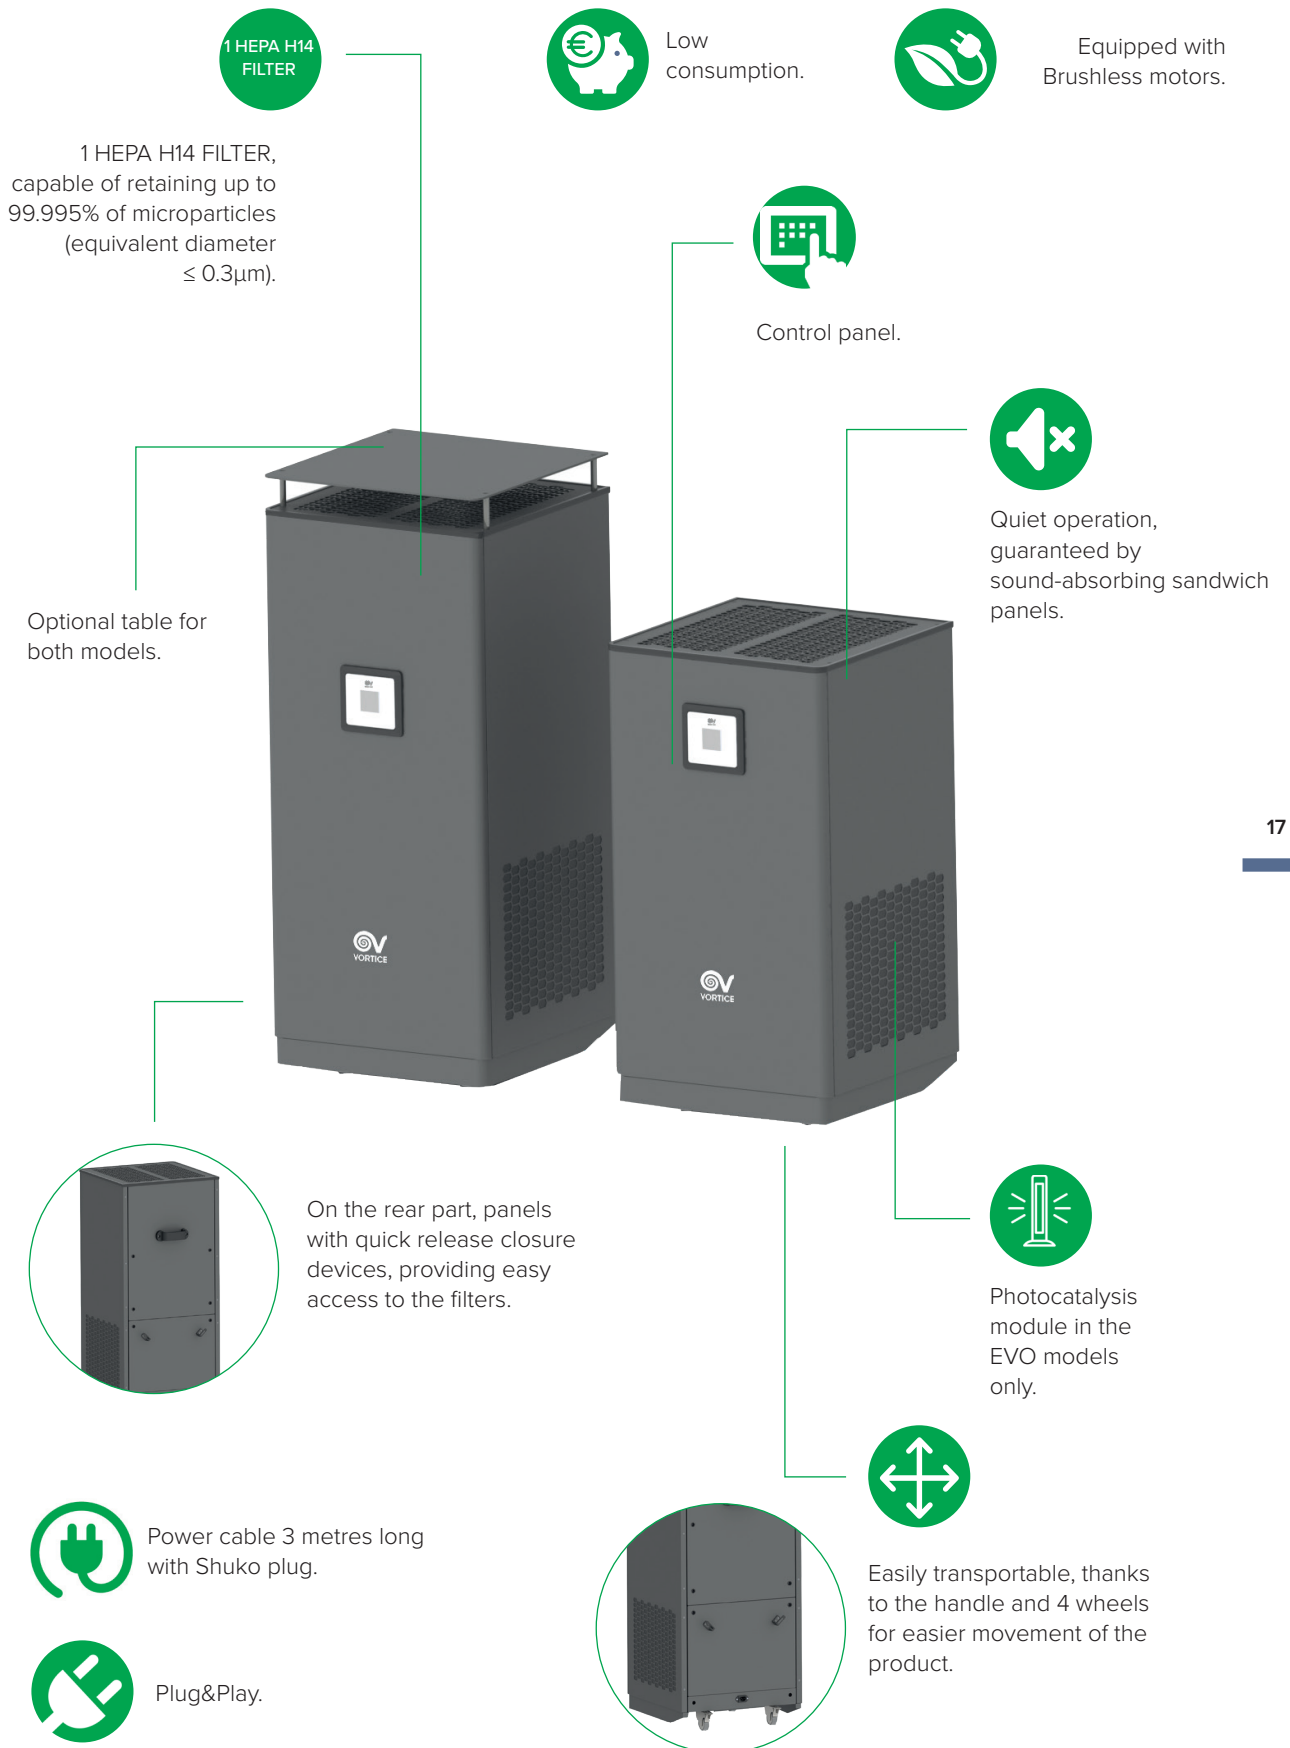 1 HEPA H14
FILTER
Low
consumption.
Equipped with
Brushless motors.
1 HEPA H14 FILTER,
capable of retaining up to
99.995% of microparticles
(equivalent diameter
≤ 0.3μm).
Control panel.
Quiet operation,
guaranteed by
sound-absorbing sandwich
panels.
Optional table for
both models.
17
VORTICE
VORTICE
On the rear part, panels
with quick release closure
devices, providing easy
access to the filters.
Photocatalysis
module in the
EVO models
only.
Power cable 3 metres long
with Shuko plug.
Easily transportable, thanks
to the handle and 4 wheels
for easier movement of the
product.
Plug&Play.